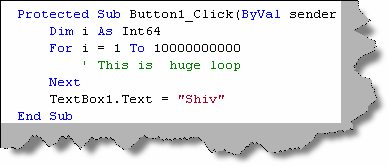 Protected Sub Button1_Click(ByVal sender
Dim i As Int64
For i = 1 To 10000000000
' This is  huge loop
Next
TextBox1.Text = "Shiv"
End Sub